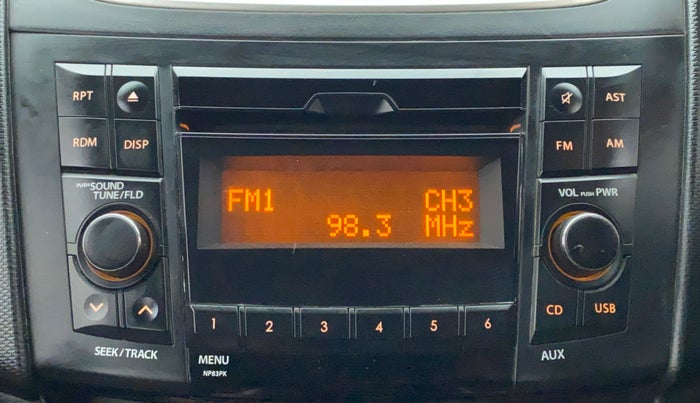 RPT
RDM
DISP
PUSH SOUND
TUNE/FLD
SEEK/TRACK
FM1 CH3
98.3 MHz
1 2 3 4 5 6
MENU
NP83PK
AST
FM
AM
VOL PUSH PWR
CD
USB
AUX